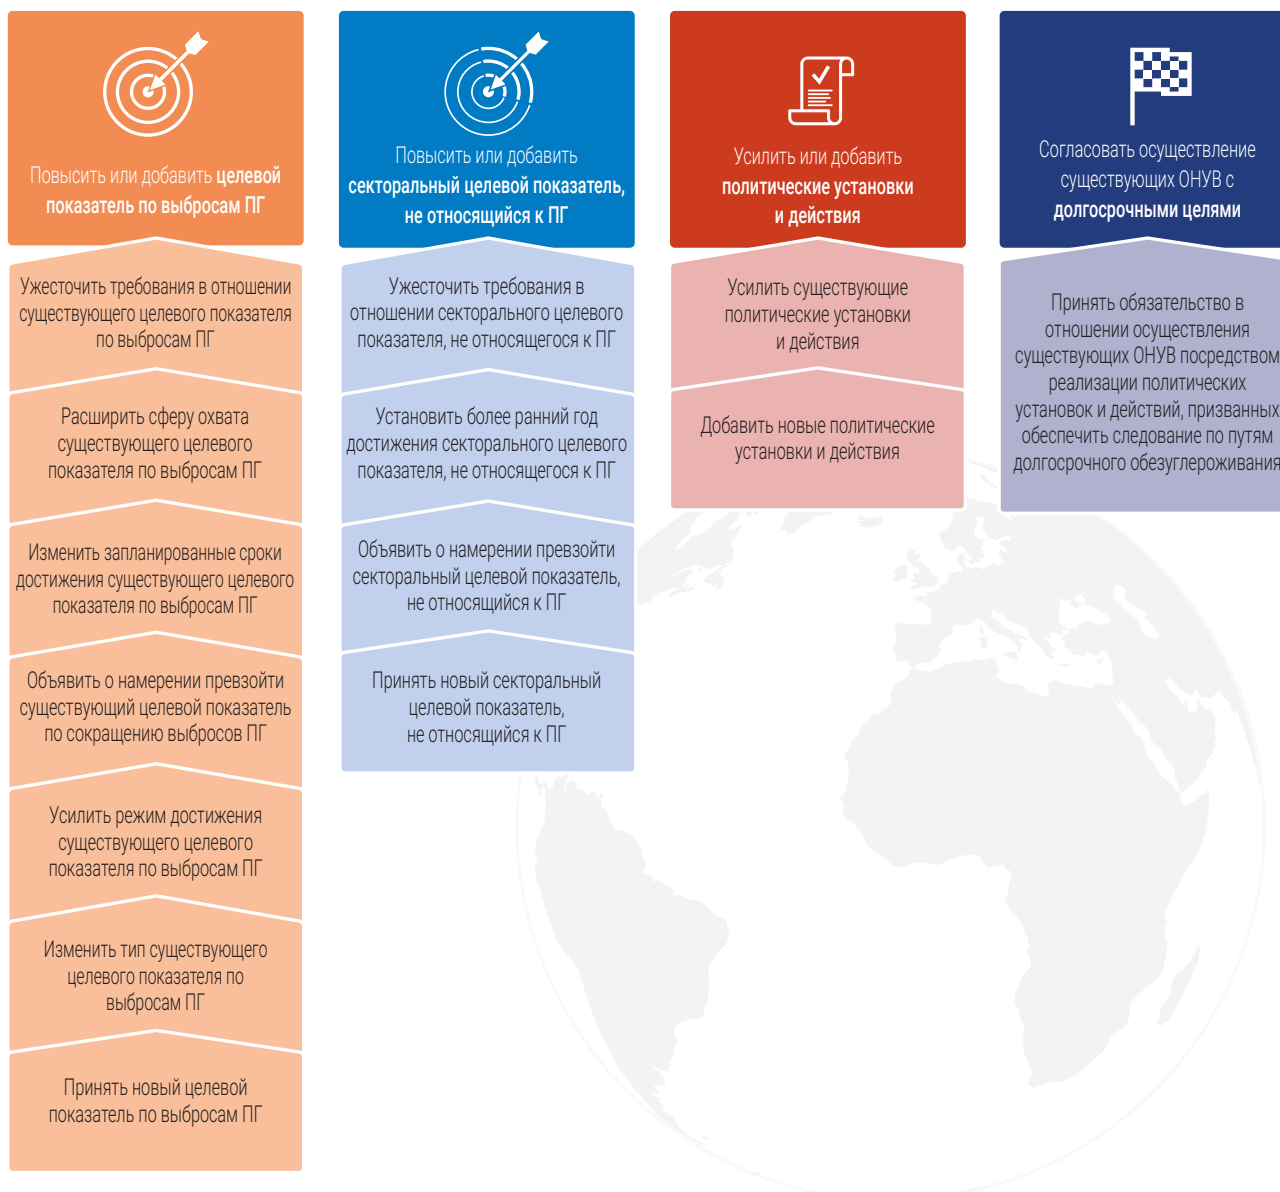 Повысить или добавить целевой
показатель по выбросам ПГ
Ужесточить требования в отношении
существующего целевого показателя
по выбросам ПГ
Расширить сферу охвата
существующего целевого
показателя по выбросам ПГ
Изменить запланированные сроки
достижения существующего целевого
показателя по выбросам ПГ
Объявить о намерении превзойти
существующий целевой показатель
по сокращению выбросов ПГ
Усилить режим достижения
существующего целевого
показателя по выбросам ПГ
Изменить тип существующего
целевого показателя по
выбросам ПГ
Принять новый целевой
показатель по выбросам ПГ
Повысить или добавить
секторальный целевой показатель,
не относящийся к ПГ
Ужесточить требования в
отношении секторального целевого
показателя, не относящегося к ПГ
Установить более ранний год
достижения секторального целевого
показателя, не относящегося к ПГ
Объявить о намерении превзойти
секторальный целевой показатель,
не относящийся к ПГ
Принять новый секторальный
целевой показатель,
не относящийся к ПГ
Усилить или добавить
политические установки
и действия
Усилить существующие
политические установки
и действия
Добавить новые политические
установки и действия
Согласовать осуществление
существующих ОНУВ с
долгосрочными целями
Принять обязательство в
отношении осуществления
существующих ОНУВ посредством
реализации политических
установок и действий, призванных
обеспечить следование по путям
долгосрочного обезуглероживания